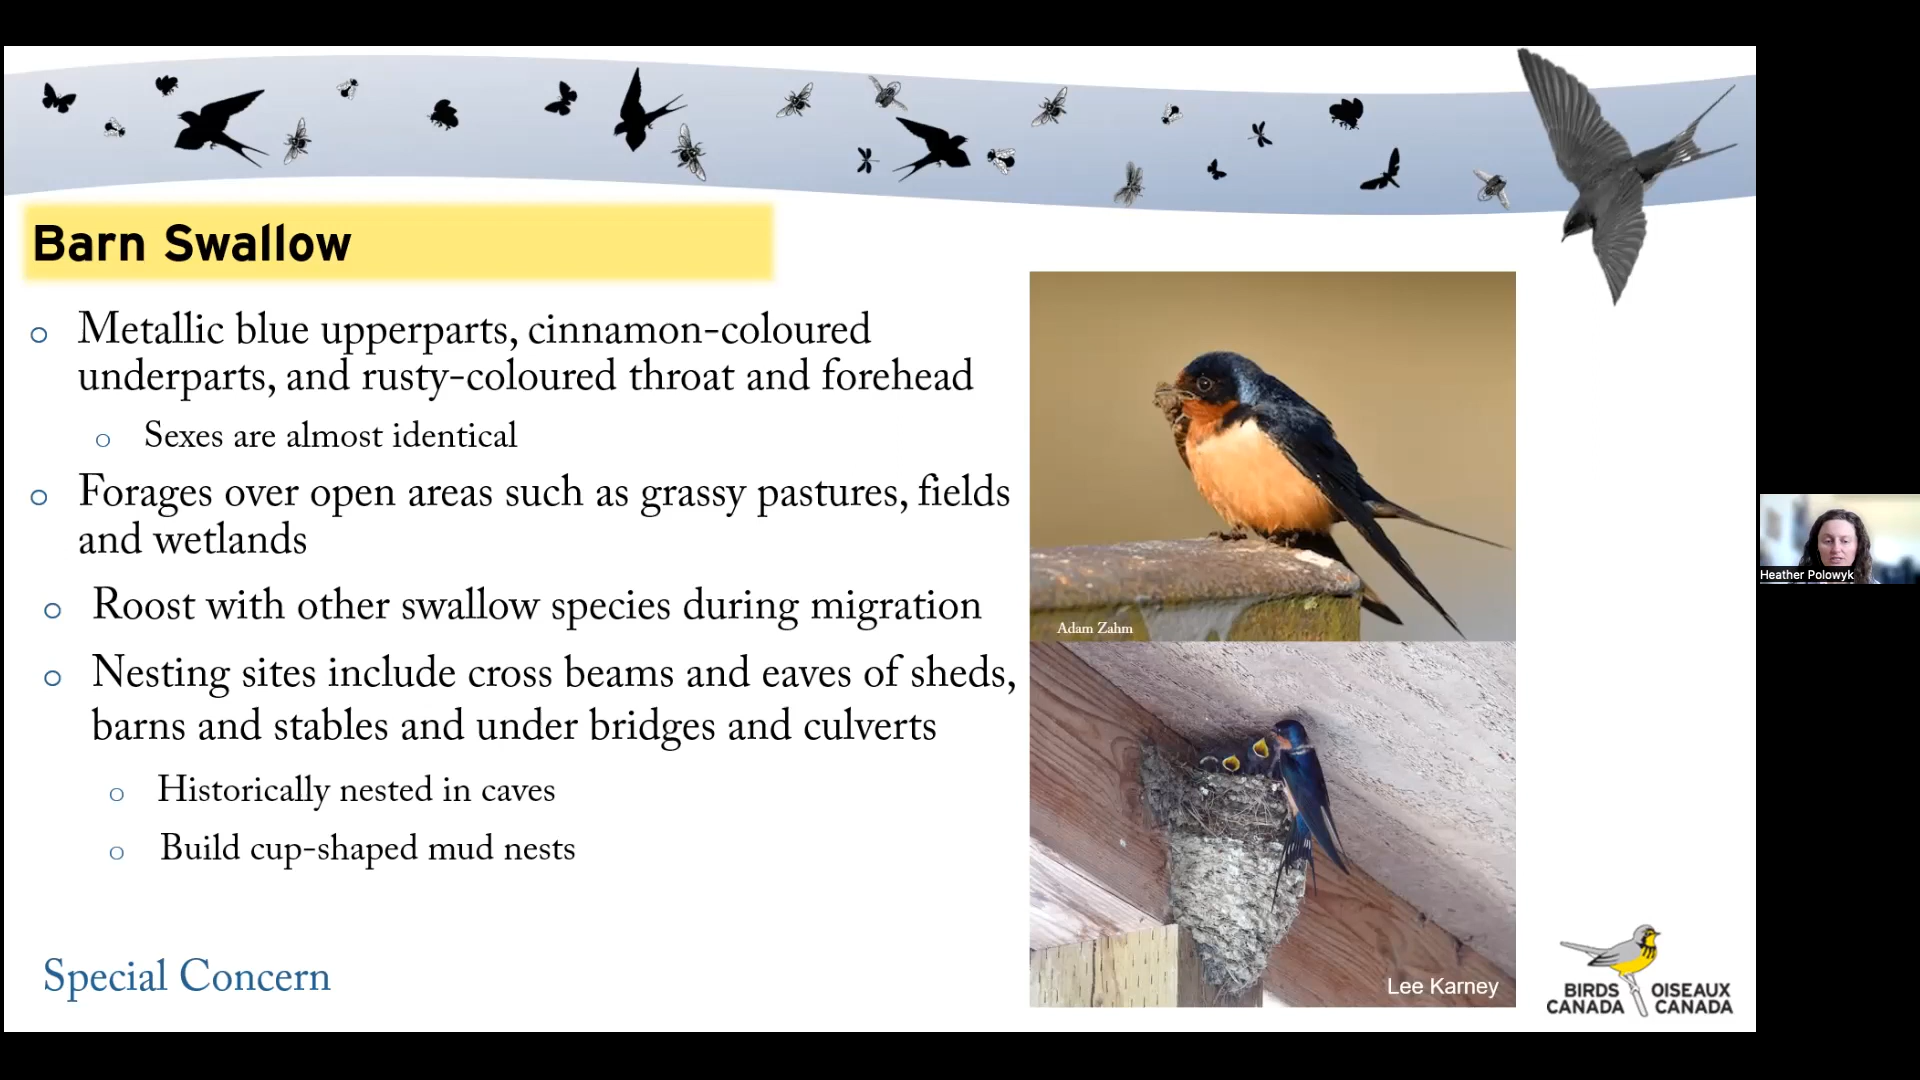 Barn Swallow
Metallic blue upperparts, cinnamon-coloured
underparts, and rusty-coloured throat and forehead
Sexes are almost identical
Forages over open areas such as grassy pastures, fields
and wetlands
Roost with other swallow species during migration
Nesting sites include cross beams and eaves of sheds,
barns and stables and under bridges and culverts
Historically nested in caves
Build cup-shaped mud nests
Special Concern
Adam Zahm
Lee Karney
BIRDS CANADA
OISEAUX CANADA
Heather Polowyk